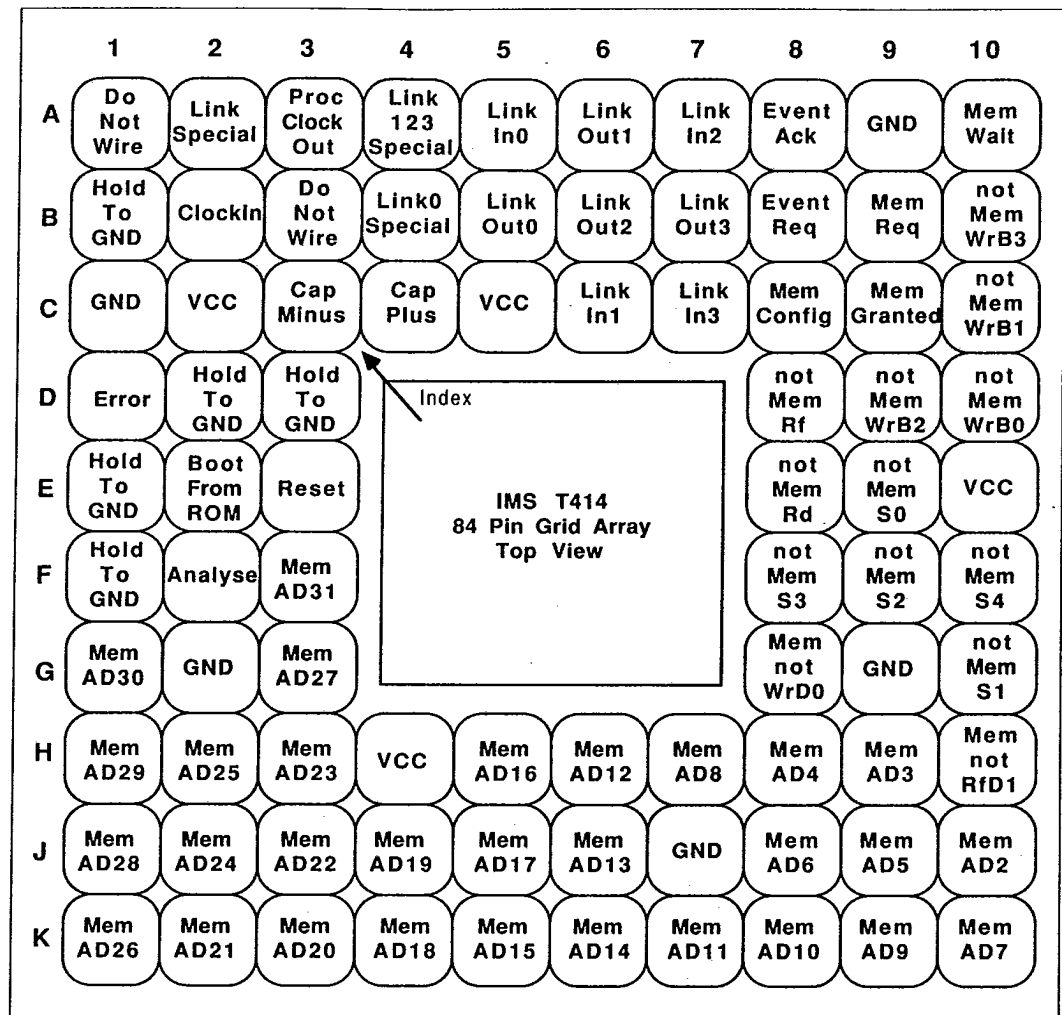 1 2 3 4 5 6 7 8 9 10
A
Do Not Wire
Link Special
Proc Clock Out
Link 123 Special
Link In0
Link Out1
Link In2
Event Ack
GND
Mem Wait
B
Hold To GND
ClockIn
Do Not Wire
Link0 Special
Link Out0
Link Out2
Link Out3
Event Req
Mem Req
not Mem WrB3
C
GND
VCC
Cap Minus
Cap Plus
VCC
Link In1
Link In3
Mem Config
Mem Granted
not Mem WrB1
D
Error
Hold To GND
Hold To GND
Index
not Mem Rf
not Mem WrB2
not Mem WrB0
E
Hold To GND
Boot From ROM
Reset
IMS T414
84 Pin Grid Array
Top View
not Mem Rd
not Mem S0
VCC
F
Hold To GND
Analyse
Mem AD31
not Mem S3
not Mem S2
not Mem S4
G
Mem AD30
GND
Mem AD27
Mem not WrD0
GND
not Mem S1
H
Mem AD29
Mem AD25
Mem AD23
VCC
Mem AD16
Mem AD12
Mem AD8
Mem AD4
Mem AD3
Mem not RfD1
J
Mem AD28
Mem AD24
Mem AD22
Mem AD19
Mem AD17
Mem AD13
GND
Mem AD6
Mem AD5
Mem AD2
K
Mem AD26
Mem AD21
Mem AD20
Mem AD18
Mem AD15
Mem AD14
Mem AD11
Mem AD10
Mem AD9
Mem AD7